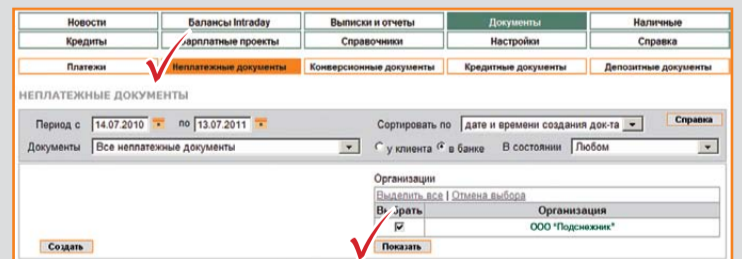 Новости Балансы Intraday Выписки и отчеты Документы Наличные
Кредиты Зарплатные проекты Справочники Настройки Справка
Платежи Неплатежные документы Конверсионные документы Кредитные документы Депозитные документы
НЕПЛАТЕЖНЫЕ ДОКУМЕНТЫ
Период с 14.07.2010 по 13.07.2011 Сортировать по дате и времени создания док-та Справка
Документы Все неплатежные документы у клиента в банке В состоянии Любом
Организации
Выделить все | Отмена выбора
Выбрать Организация
ООО "Подснежник"
Создать Показать